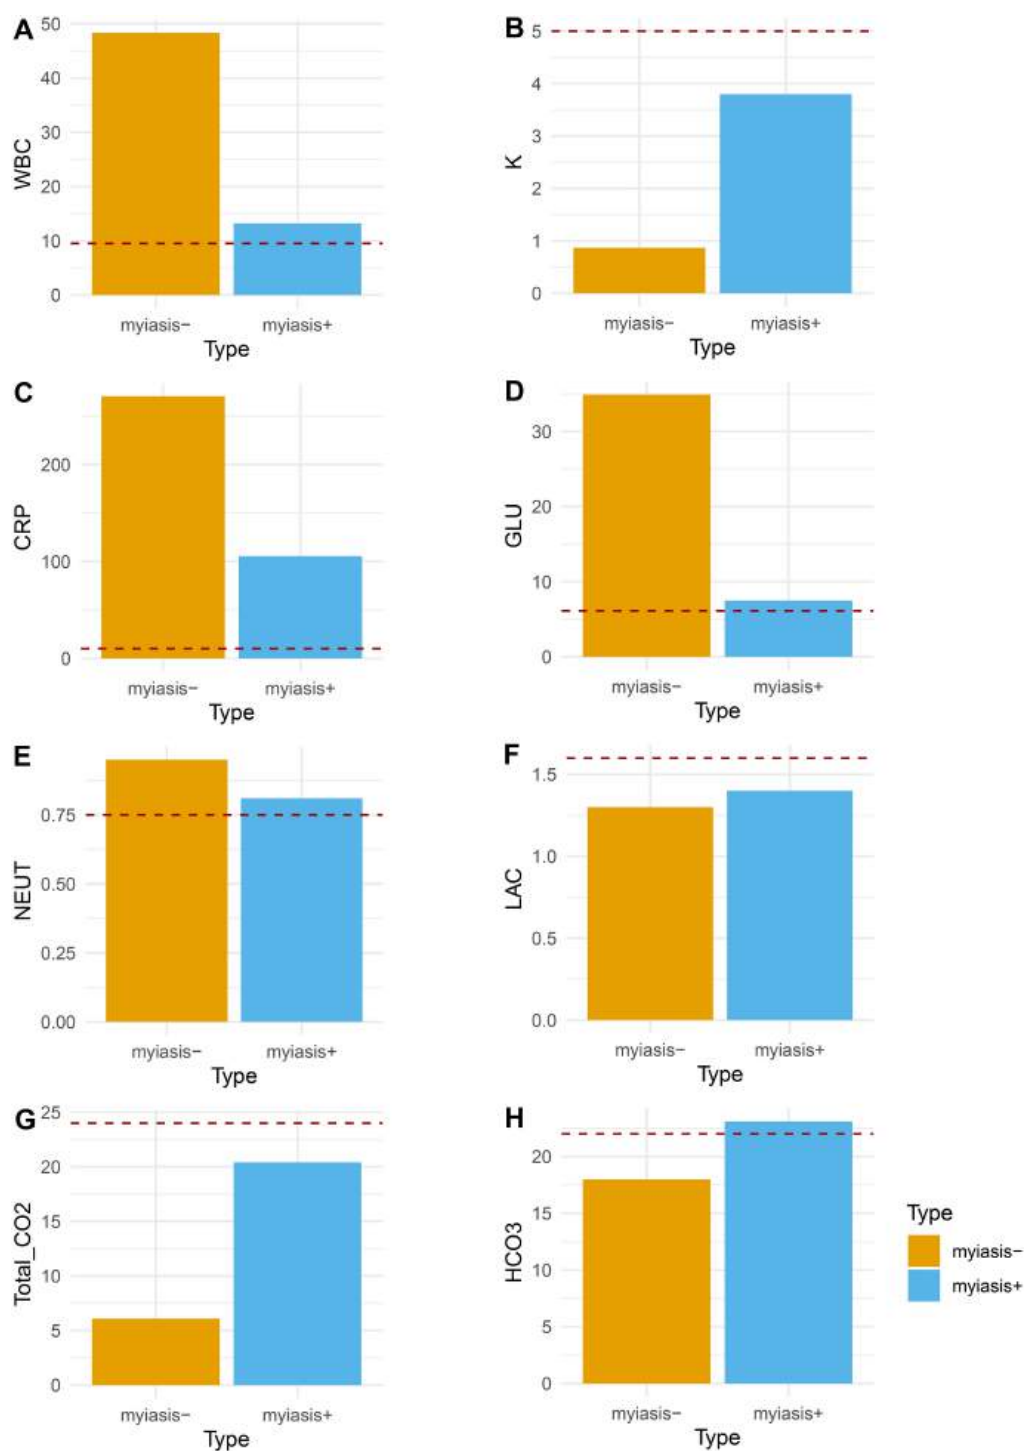 A
50
40
30
20
10
0
WBC
myiasis− myiasis+
Type
B
5
4
3
2
1
0
K
myiasis− myiasis+
Type
C
200
100
0
CRP
myiasis− myiasis+
Type
D
30
20
10
0
GLU
myiasis− myiasis+
Type
E
0.75
0.50
0.25
0.00
NEUT
myiasis− myiasis+
Type
F
1.5
1.0
0.5
0.0
LAC
myiasis− myiasis+
Type
G
25
20
15
10
5
0
Total_CO2
myiasis− myiasis+
Type
H
20
15
10
5
0
HCO3
myiasis− myiasis+
Type
Type
myiasis−
myiasis+